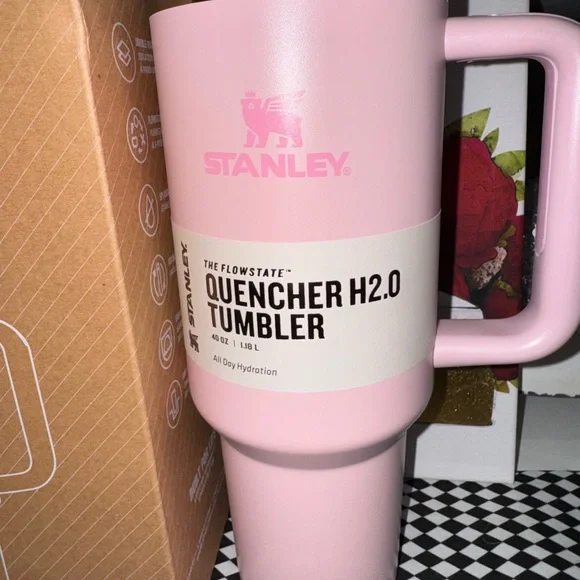 STANLEY®
STANLEY
THE FLOWSTATE™
QUENCHER H2.0
TUMBLER
40 OZ | 1.18 L
All Day Hydration